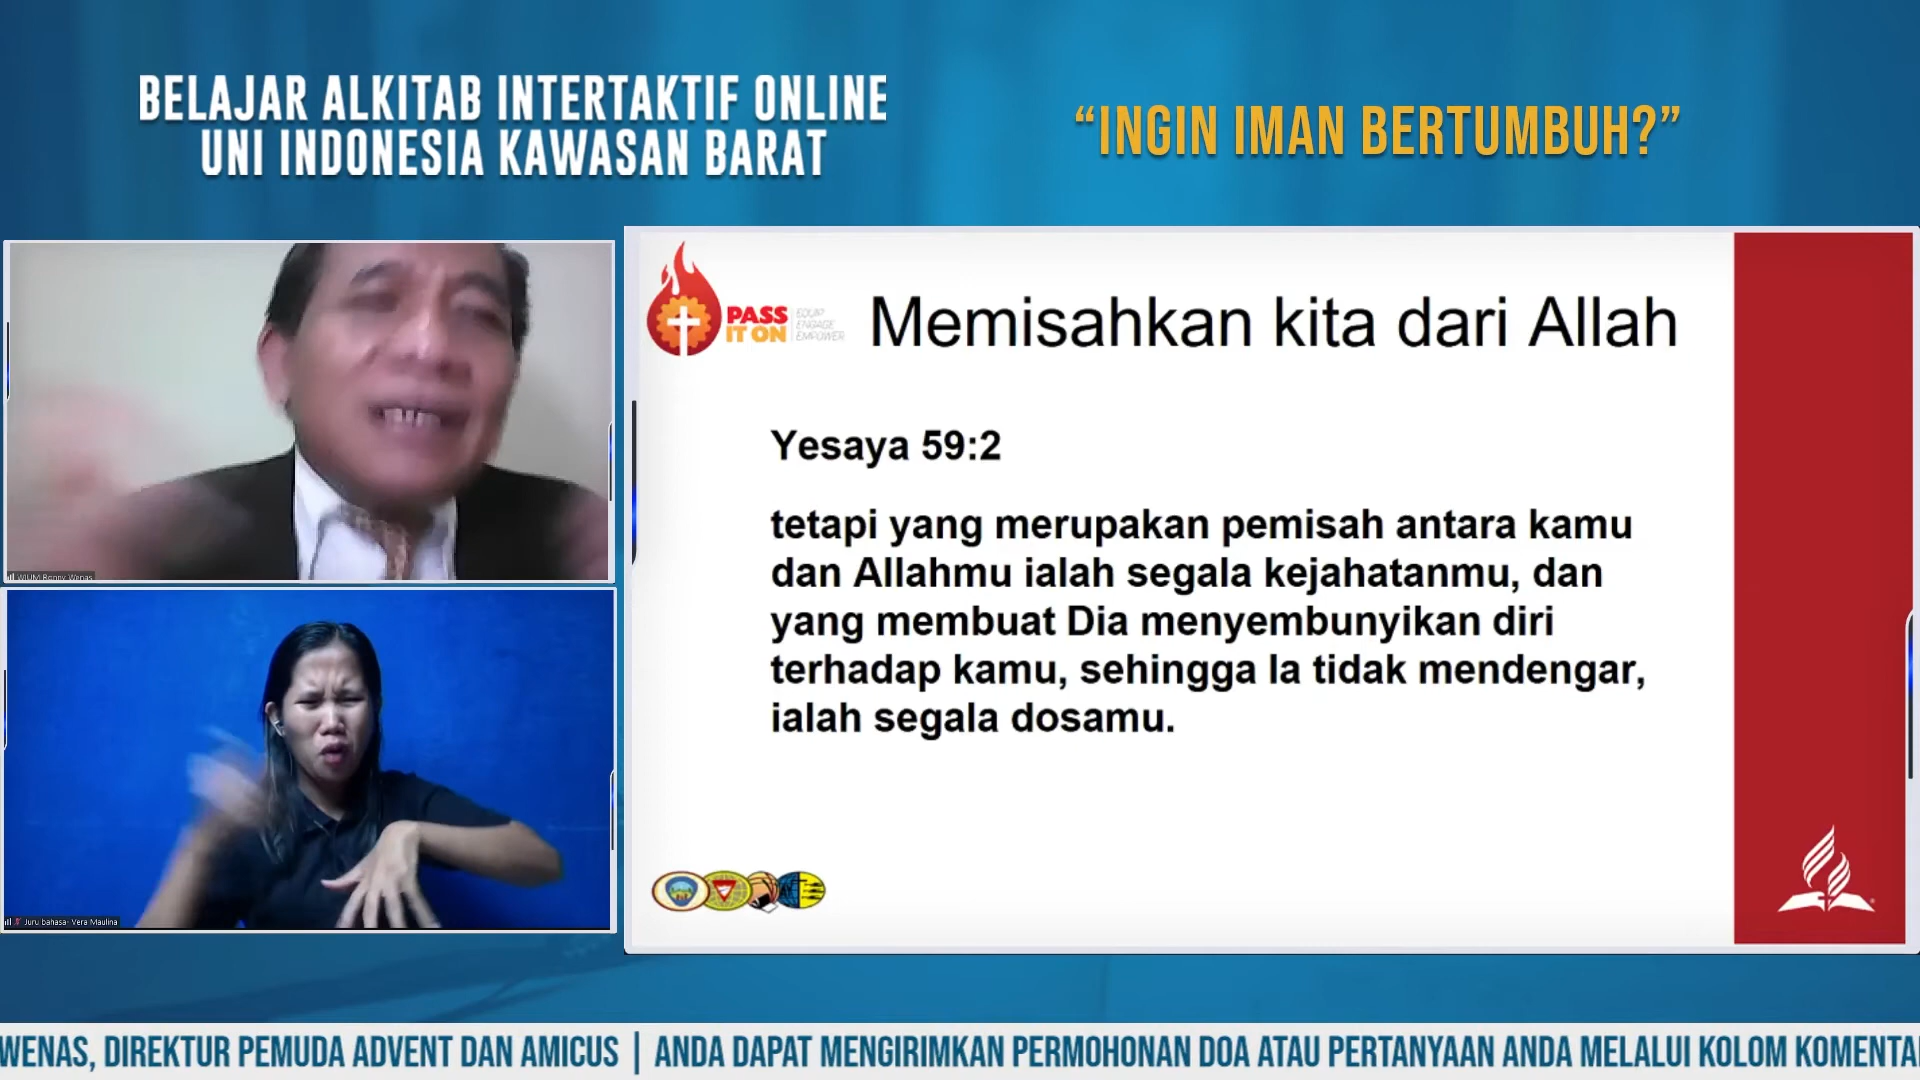 BELAJAR ALKITAB INTERTAKTIF ONLINE
UNI INDONESIA KAWASAN BARAT
“INGIN IMAN BERTUMBUH?”
PASS
IT ON
EQUIP
ENGAGE
EMPOWER
Memisahkan kita dari Allah
Yesaya 59:2
tetapi yang merupakan pemisah antara kamu
dan Allahmu ialah segala kejahatanmu, dan
yang membuat Dia menyembunyikan diri
terhadap kamu, sehingga Ia tidak mendengar,
ialah segala dosamu.
WIUM Ronny Wenas
Juru bahasa- Vera Maulina
WENAS, DIREKTUR PEMUDA ADVENT DAN AMICUS | ANDA DAPAT MENGIRIMKAN PERMOHONAN DOA ATAU PERTANYAAN ANDA MELALUI KOLOM KOMENTA